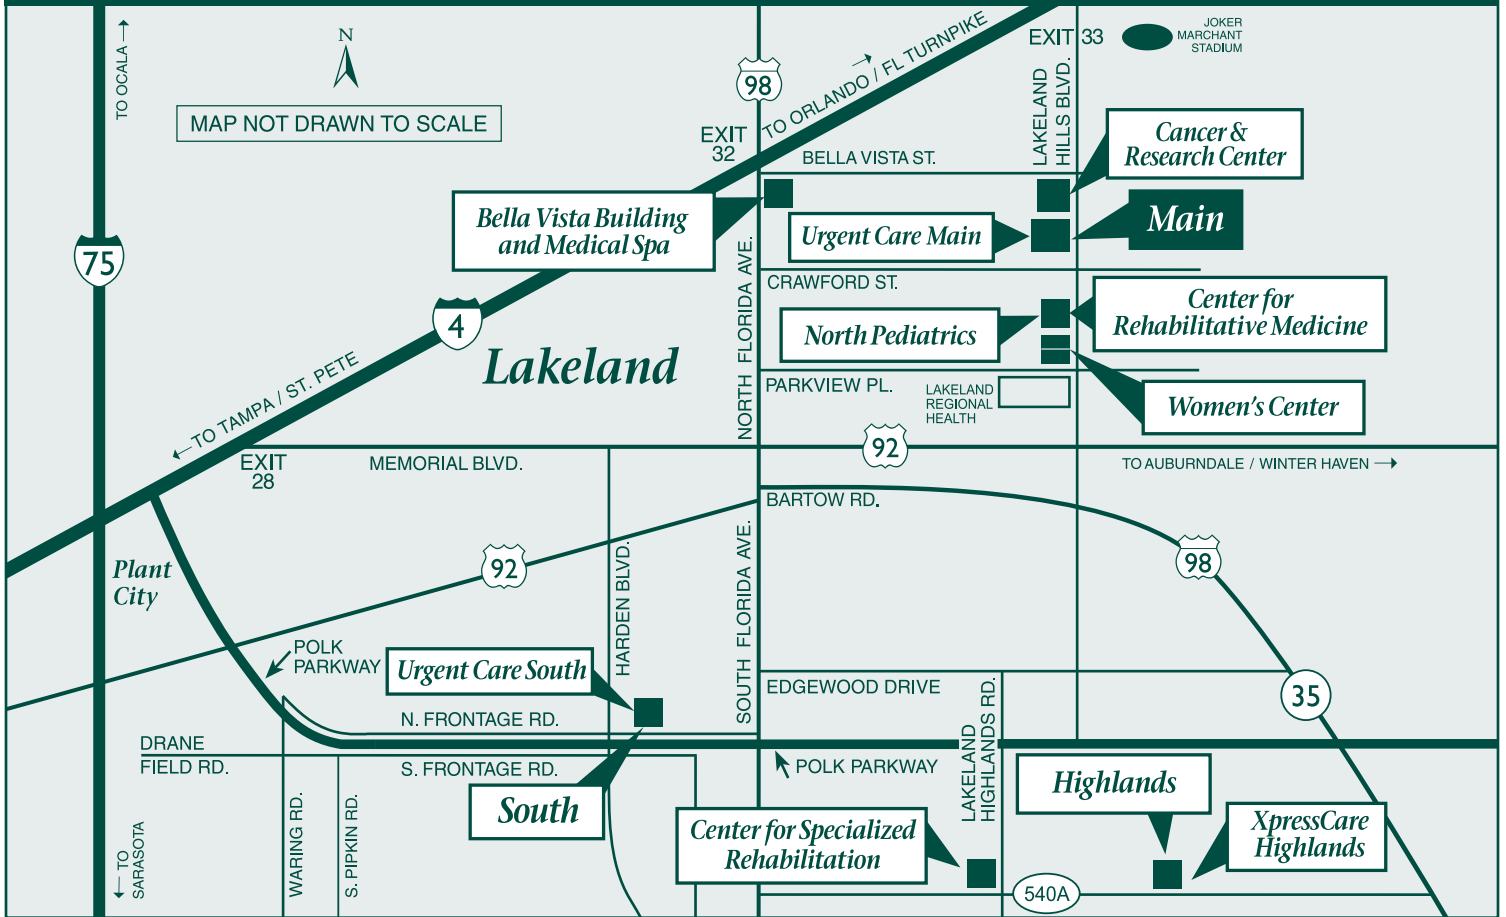 TO OCALA →
N
MAP NOT DRAWN TO SCALE
98
TO ORLANDO / FL TURNPIKE →
EXIT 33
JOKER
MARCHANT
STADIUM
LAKELAND
HILLS BLVD.
EXIT
32
BELLA VISTA ST.
Cancer &
Research Center
Bella Vista Building
and Medical Spa
Urgent Care Main
Main
75
4
Lakeland
NORTH FLORIDA AVE.
CRAWFORD ST.
North Pediatrics
Center for
Rehabilitative Medicine
← TO TAMPA / ST. PETE
PARKVIEW PL.
LAKELAND
REGIONAL
HEALTH
Women's Center
EXIT
28
MEMORIAL BLVD.
92
TO AUBURNDALE / WINTER HAVEN →
BARTOW RD.
Plant
City
92
HARDEN BLVD.
SOUTH FLORIDA AVE.
98
POLK
PARKWAY
Urgent Care South
EDGEWOOD DRIVE
35
N. FRONTAGE RD.
DRANE
FIELD RD.
S. FRONTAGE RD.
POLK PARKWAY
LAKELAND
HIGHLANDS RD.
South
Highlands
WARING RD.
S. PIPKIN RD.
← TO
SARASOTA
Center for Specialized
Rehabilitation
XpressCare
Highlands
540A